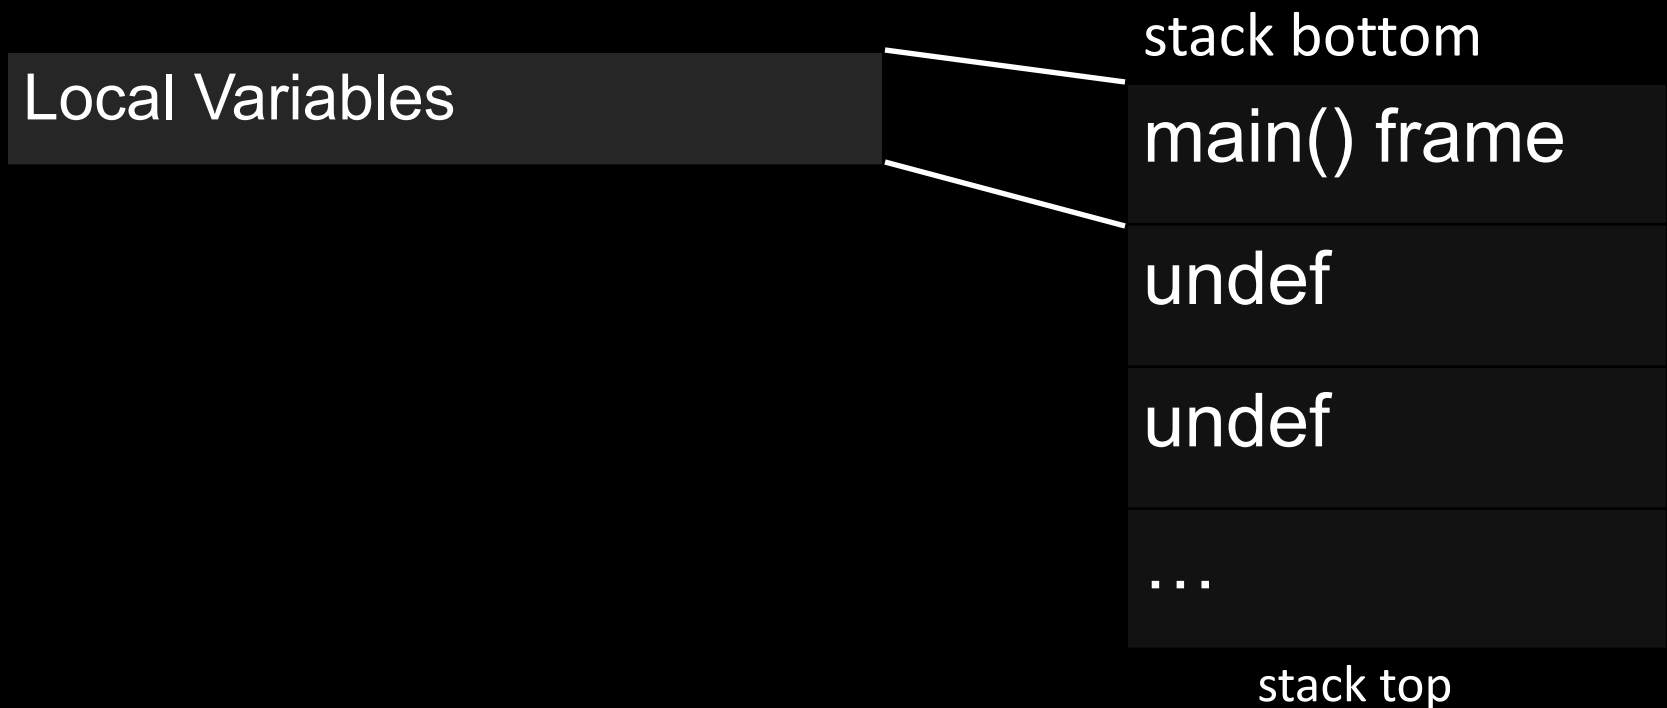 Local Variables
stack bottom
main() frame
undef
undef
…
stack top